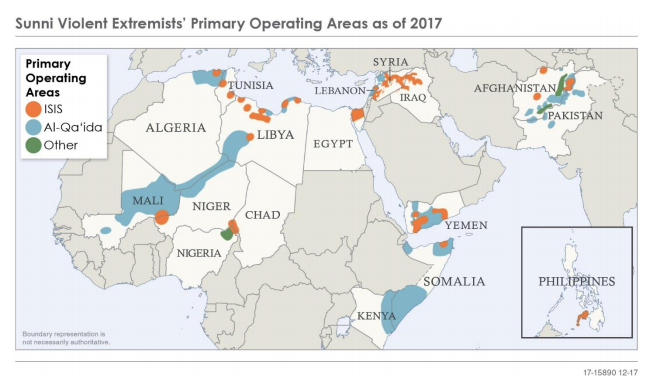 Sunni Violent Extremists’ Primary Operating Areas as of 2017
Primary
Operating
Areas
ISIS
Al-Qa‘ida
Other
SYRIA
TUNISIA
LEBANON
IRAQ
AFGHANISTAN
PAKISTAN
ALGERIA
LIBYA
EGYPT
MALI
NIGER
CHAD
YEMEN
NIGERIA
SOMALIA
KENYA
PHILIPPINES
Boundary representation is
not necessarily authoritative.
17-15890 12-17